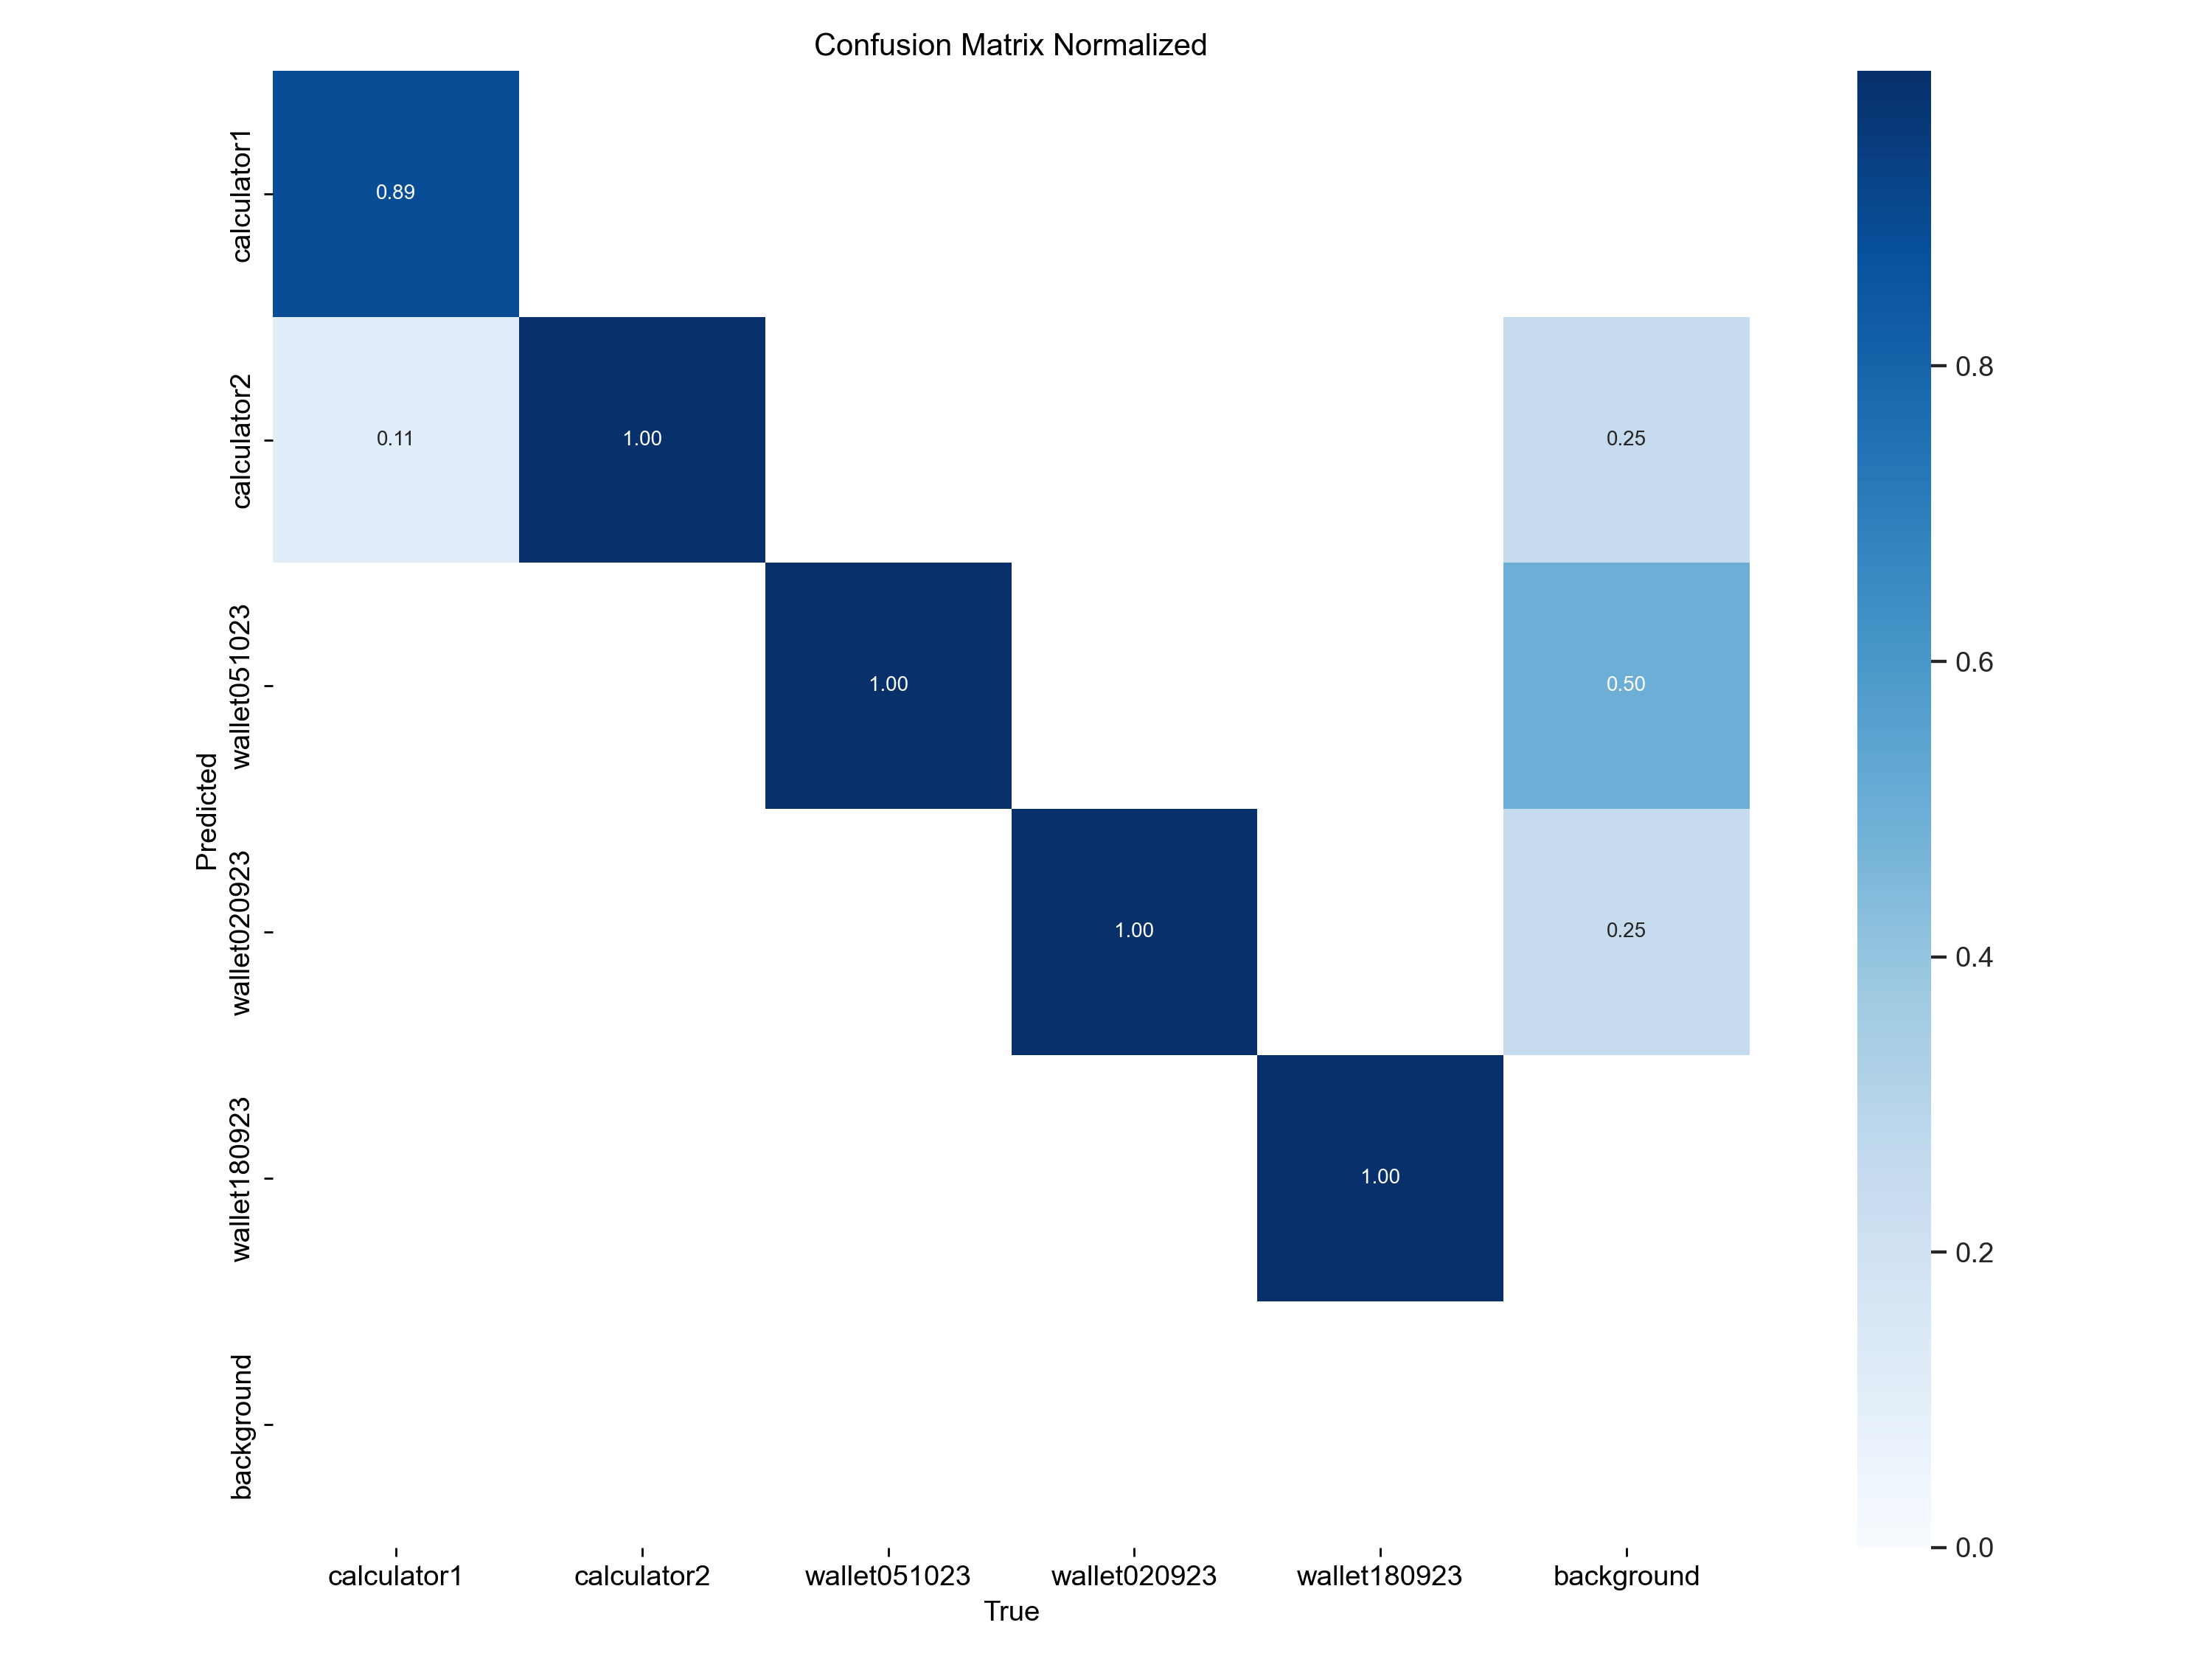 Confusion Matrix Normalized
calculator1
0.89
calculator2
0.11 1.00 0.25
wallet051023
1.00 0.50
wallet020923
1.00 0.25
wallet180923
1.00
background
Predicted
calculator1 calculator2 wallet051023 wallet020923 wallet180923 background
True
0.8
0.6
0.4
0.2
0.0